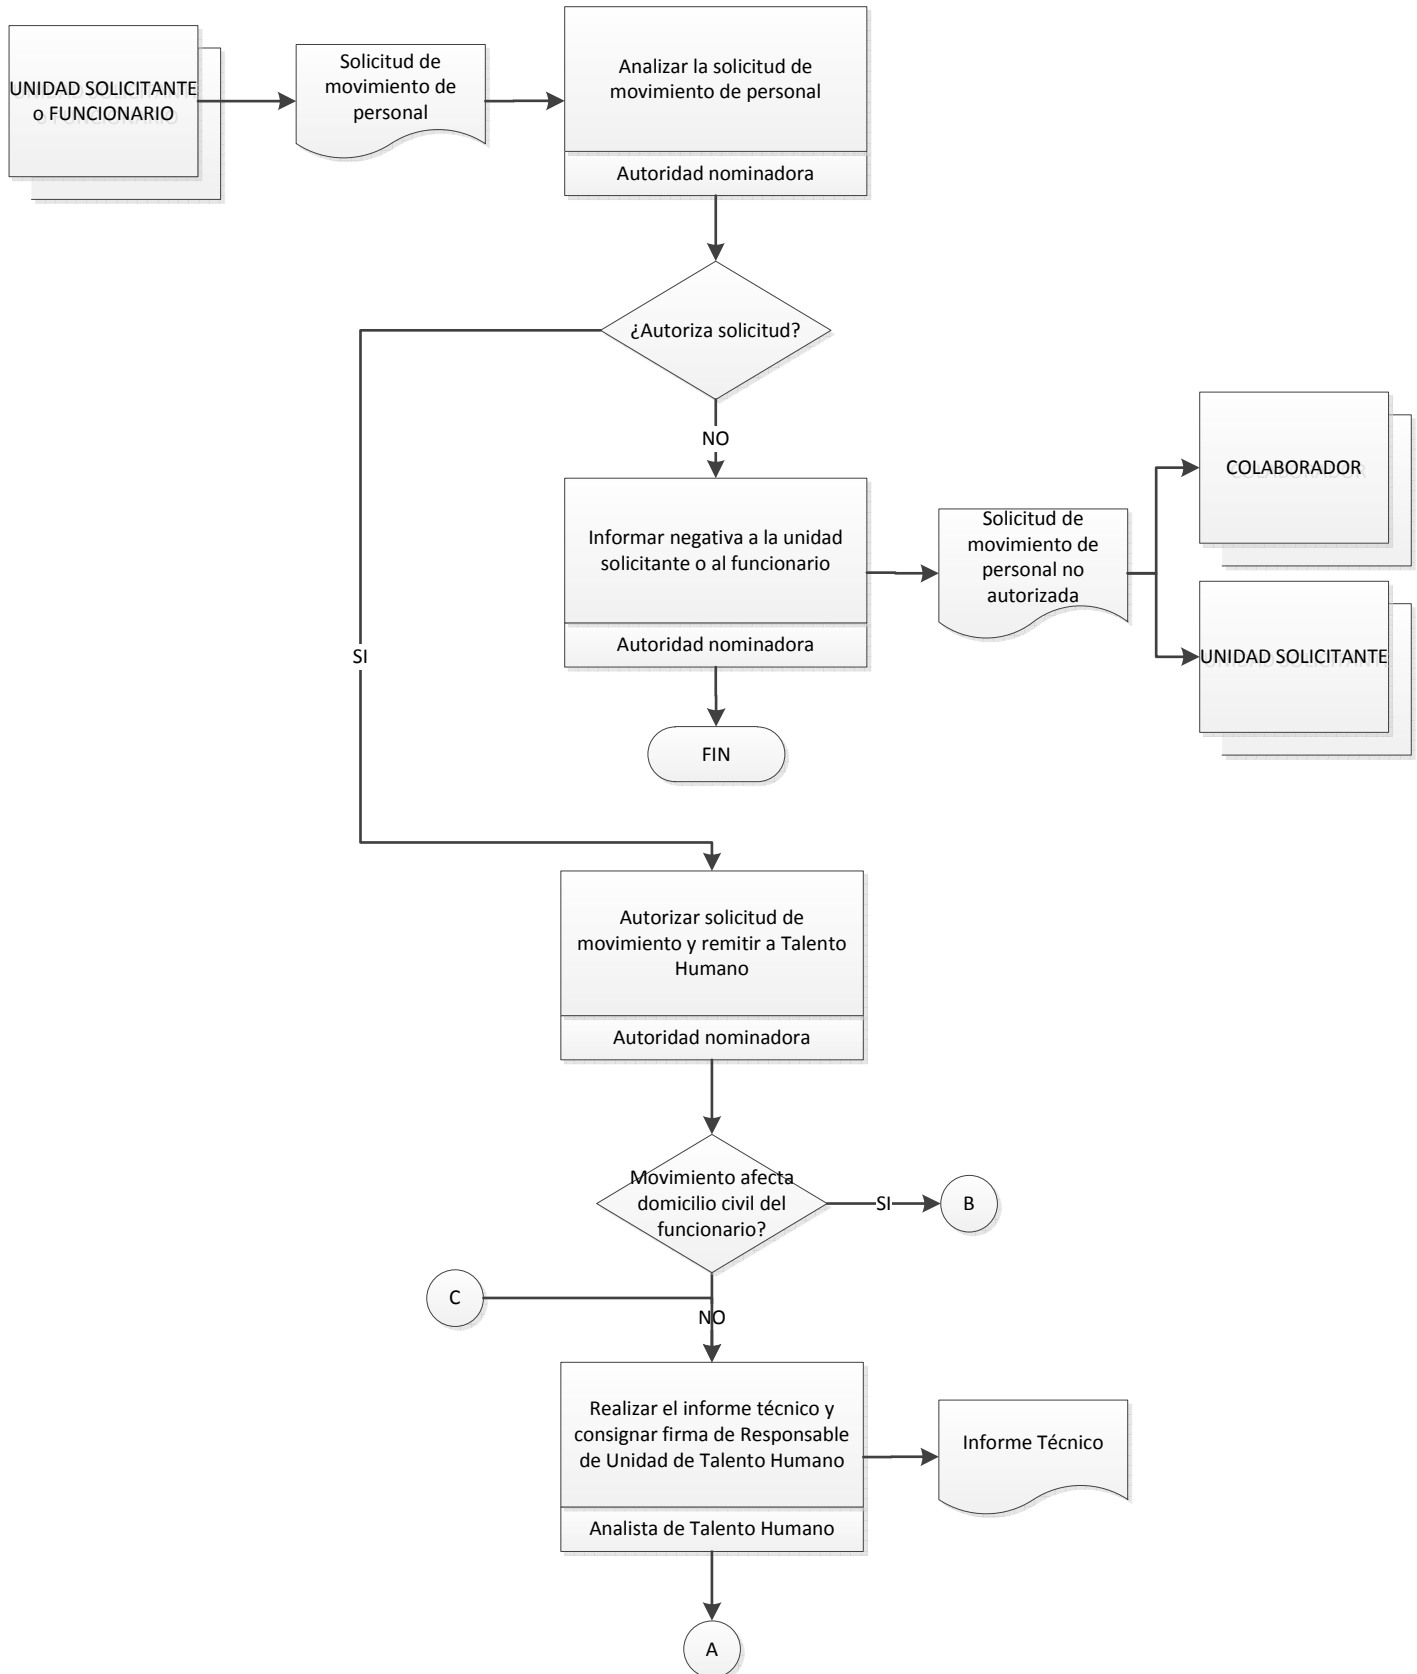 UNIDAD SOLICITANTE
o FUNCIONARIO
Solicitud de
movimiento de
personal
Analizar la solicitud de
movimiento de personal
Autoridad nominadora
¿Autoriza solicitud?
NO
SI
Informar negativa a la unidad
solicitante o al funcionario
Autoridad nominadora
Solicitud de
movimiento de
personal no
autorizada
COLABORADOR
UNIDAD SOLICITANTE
FIN
Autorizar solicitud de
movimiento y remitir a Talento
Humano
Autoridad nominadora
Movimiento afecta
domicilio civil del
funcionario?
SI
B
C
NO
Realizar el informe técnico y
consignar firma de Responsable
de Unidad de Talento Humano
Analista de Talento Humano
Informe Técnico
A